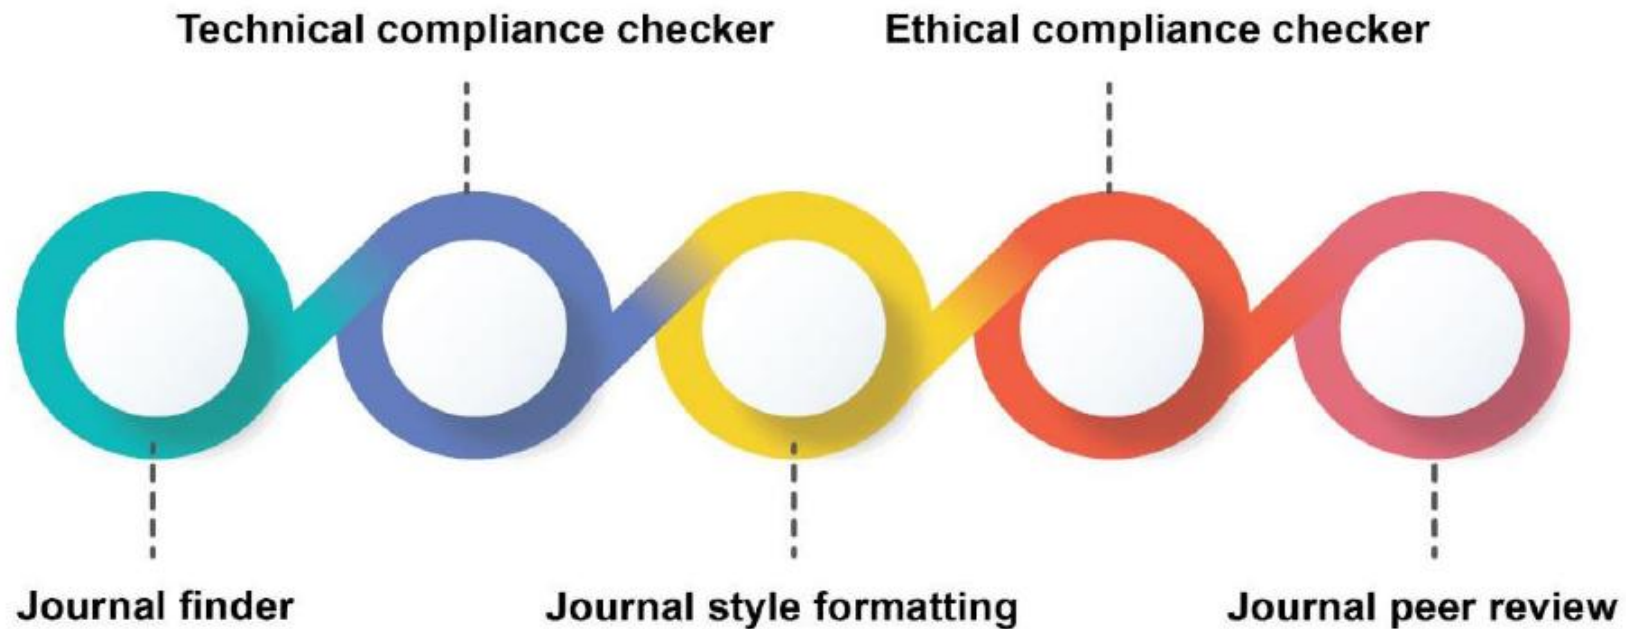 Technical compliance checker
Ethical compliance checker
Journal finder
Journal style formatting
Journal peer review